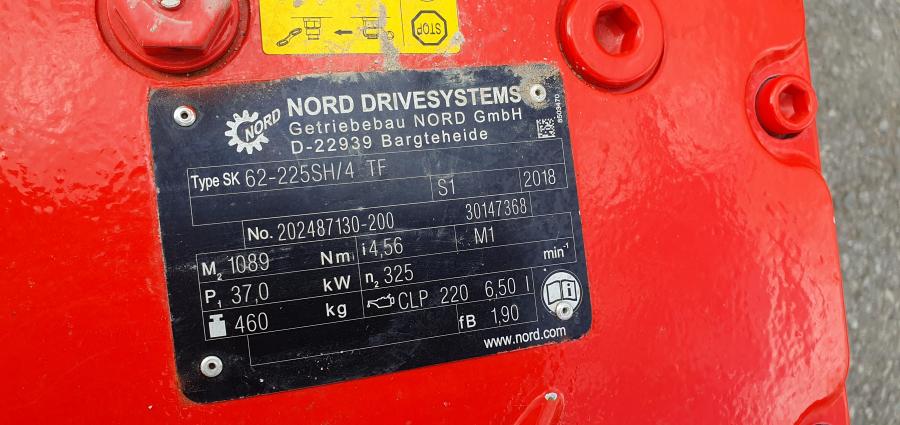 STOP
NORD
NORD DRIVESYSTEMS
Getriebebau NORD GmbH
D-22939 Bargteheide
8503470
Type SK 62-225SH/4 TF
S1 2018
No. 202487130-200 30147368
M2 1089 Nm i 4,56 M1
P1 37,0 kW n2 325 min-1
460 kg CLP 220 6,50 l
fB 1,90
www.nord.com